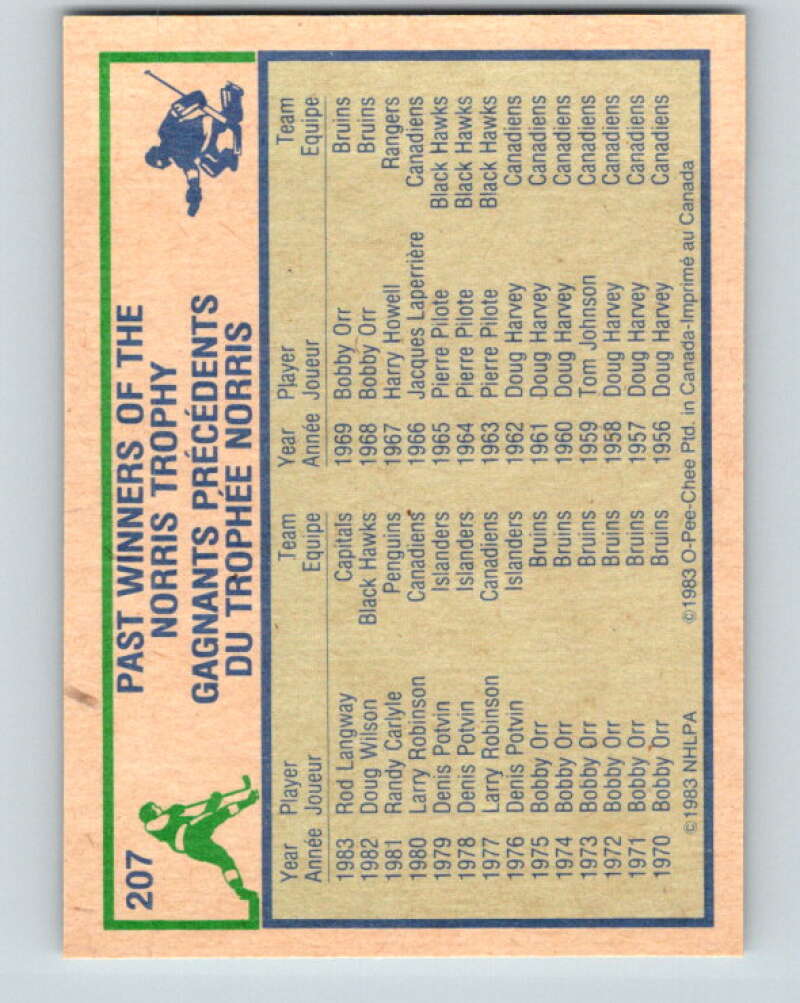 207
PAST WINNERS OF THE
NORRIS TROPHY
GAGNANTS PRÉCÉDENTS
DU TROPHÉE NORRIS
Year Player Team
Année Joueur Equipe
1983 Rod Langway Capitals
1982 Doug Wilson Black Hawks
1981 Randy Carlyle Penguins
1980 Larry Robinson Canadiens
1979 Denis Potvin Islanders
1978 Denis Potvin Islanders
1977 Larry Robinson Canadiens
1976 Denis Potvin Islanders
1975 Bobby Orr Bruins
1974 Bobby Orr Bruins
1973 Bobby Orr Bruins
1972 Bobby Orr Bruins
1971 Bobby Orr Bruins
1970 Bobby Orr Bruins
Year Player Team
Année Joueur Equipe
1969 Bobby Orr Bruins
1968 Bobby Orr Bruins
1967 Harry Howell Rangers
1966 Jacques Laperrière Canadiens
1965 Pierre Pilote Black Hawks
1964 Pierre Pilote Black Hawks
1963 Pierre Pilote Black Hawks
1962 Doug Harvey Canadiens
1961 Doug Harvey Canadiens
1960 Doug Harvey Canadiens
1959 Tom Johnson Canadiens
1958 Doug Harvey Canadiens
1957 Doug Harvey Canadiens
1956 Doug Harvey Canadiens
©1983 NHLPA ©1983 O-Pee-Chee Ptd. in Canada-Imprimé au Canada